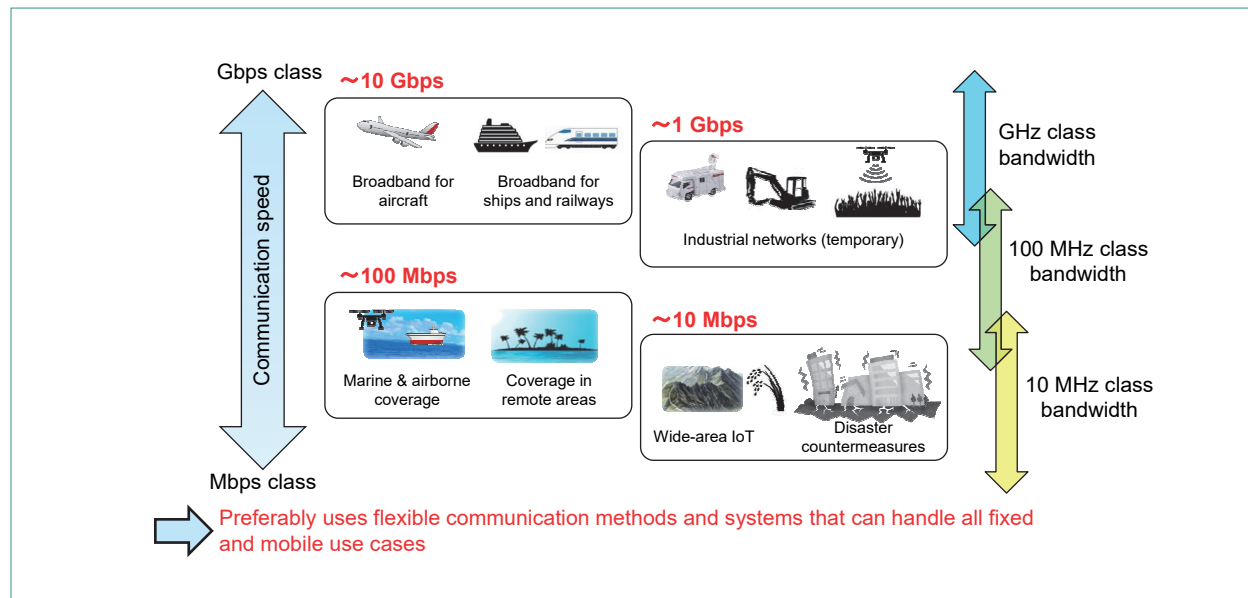 Gbps class
～10 Gbps
Broadband for
aircraft
Broadband for
ships and railways
～1 Gbps
Industrial networks (temporary)
GHz class
bandwidth
Communication speed
～100 Mbps
Marine & airborne
coverage
Coverage in
remote areas
100 MHz class
bandwidth
～10 Mbps
Wide-area IoT
Disaster
countermeasures
10 MHz class
bandwidth
Mbps class
Preferably uses flexible communication methods and systems that can handle all fixed
and mobile use cases